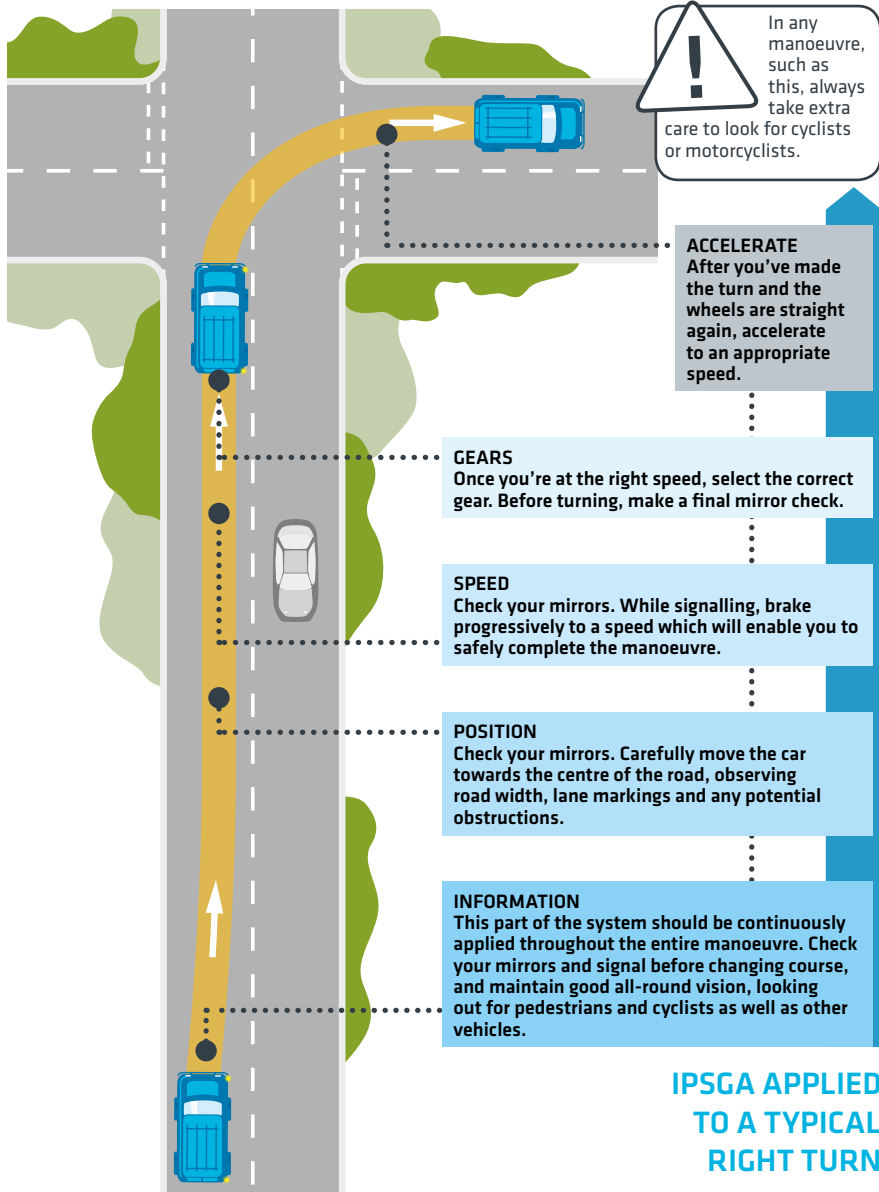 In any
manoeuvre,
such as
this, always
take extra
care to look for cyclists
or motorcyclists.
!
ACCELERATE
After you've made
the turn and the
wheels are straight
again, accelerate
to an appropriate
speed.
GEARS
Once you're at the right speed, select the correct
gear. Before turning, make a final mirror check.
SPEED
Check your mirrors. While signalling, brake
progressively to a speed which will enable you to
safely complete the manoeuvre.
POSITION
Check your mirrors. Carefully move the car
towards the centre of the road, observing
road width, lane markings and any potential
obstructions.
INFORMATION
This part of the system should be continuously
applied throughout the entire manoeuvre. Check
your mirrors and signal before changing course,
and maintain good all-round vision, looking
out for pedestrians and cyclists as well as other
vehicles.
IPSGA APPLIED
TO A TYPICAL
RIGHT TURN